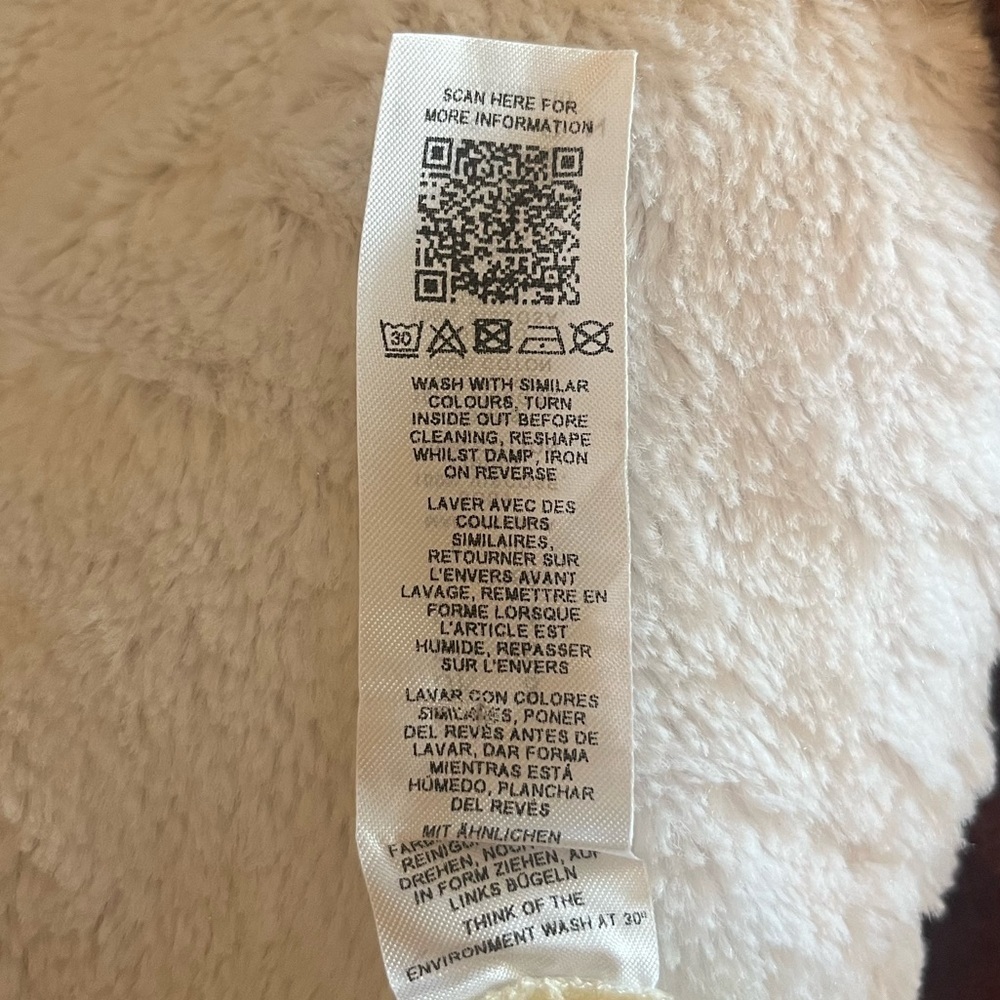 SCAN HERE FOR
MORE INFORMATION
30
WASH WITH SIMILAR
COLOURS, TURN
INSIDE OUT BEFORE
CLEANING, RESHAPE
WHILST DAMP, IRON
ON REVERSE
LAVER AVEC DES
COULEURS
SIMILAIRES,
RETOURNER SUR
L'ENVERS AVANT
LAVAGE, REMETTRE EN
FORME LORSQUE
L'ARTICLE EST
HUMIDE, REPASSER
SUR L'ENVERS
LAVAR CON COLORES
SIMILARES, PONER
DEL REVÉS ANTES DE
LAVAR, DAR FORMA
MIENTRAS ESTÁ
HÚMEDO, PLANCHAR
DEL REVÉS
MIT ÄHNLICHEN
DREHEN,
IN FORM ZIEHEN, AUF
LINKS BÜGELN
THINK OF THE
ENVIRONMENT WASH AT 30°